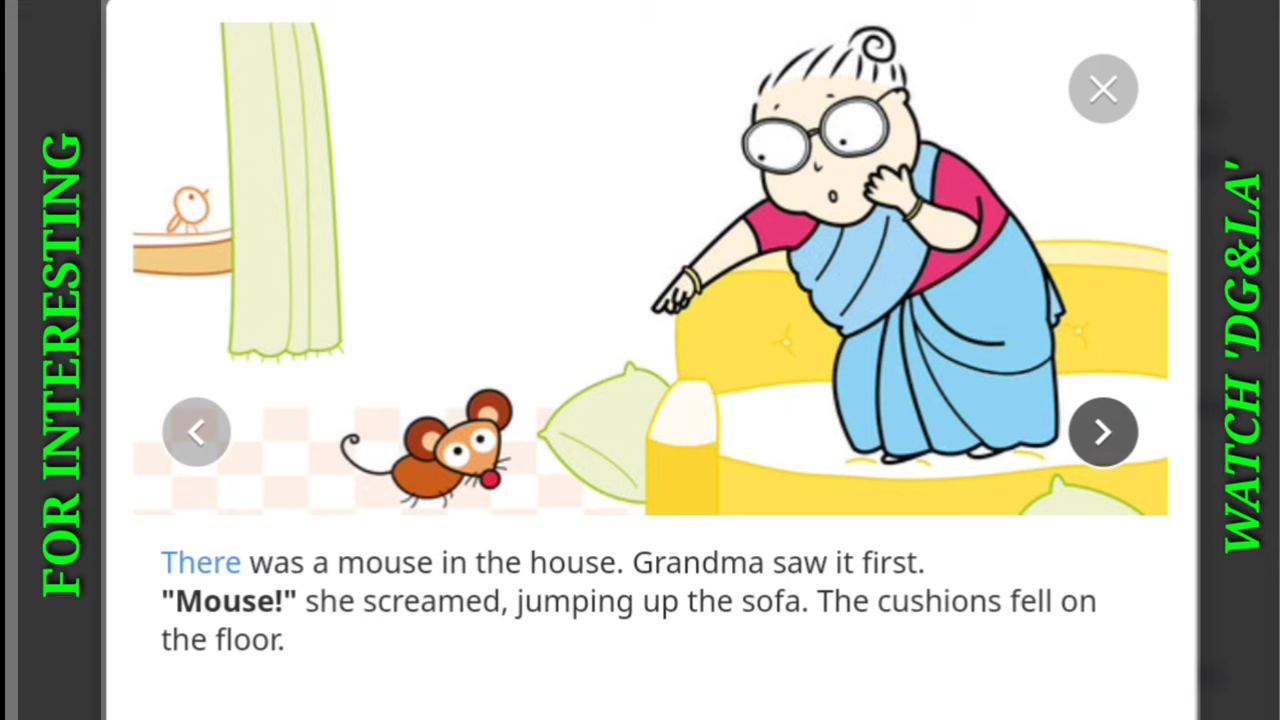 FOR INTERESTING
There was a mouse in the house. Grandma saw it first.
"Mouse!" she screamed, jumping up the sofa. The cushions fell on
the floor.
WATCH 'DG&LA'